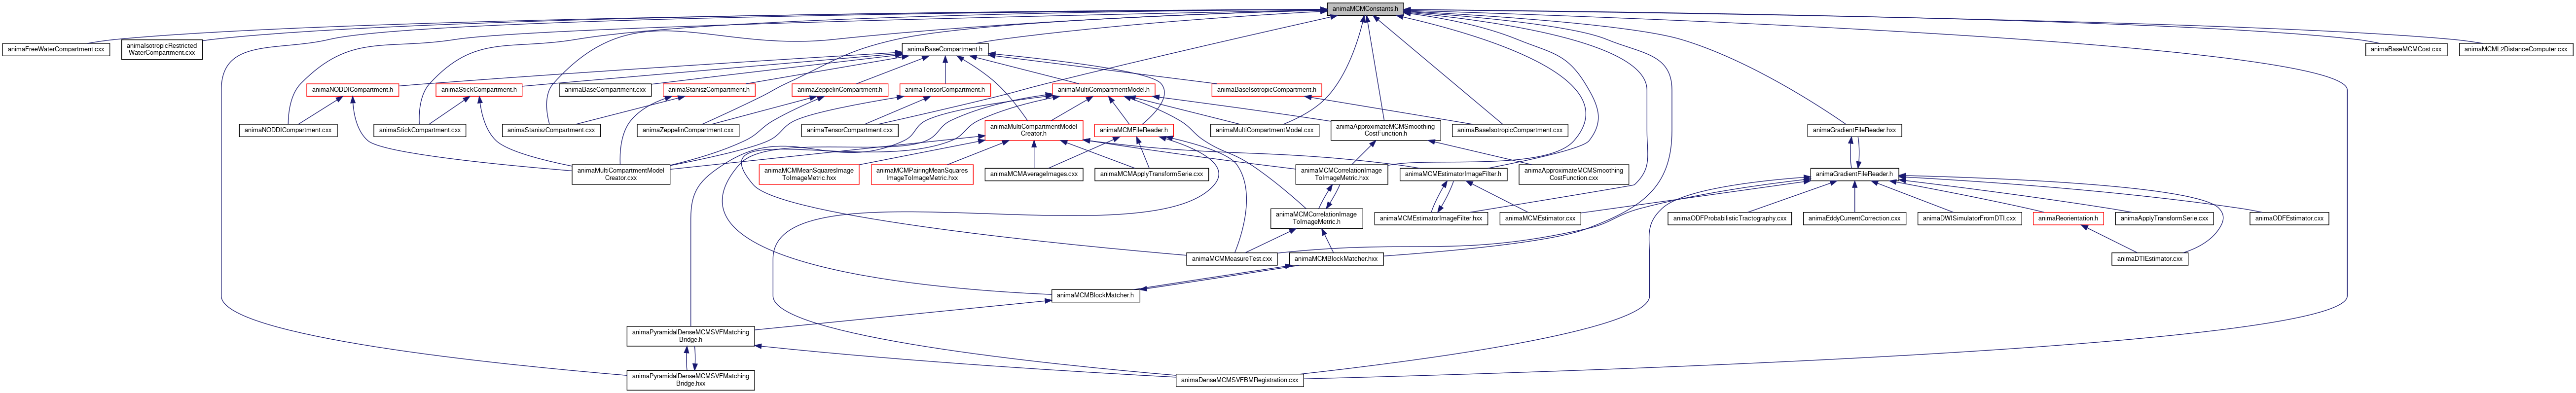 animaMCMConstants.h
animaFreeWaterCompartment.cxx
animaIsotropicRestricted
WaterCompartment.cxx
animaBaseCompartment.h
animaBaseMCMCost.cxx
animaMCML2DistanceComputer.cxx
animaNODDICompartment.h
animaStickCompartment.h
animaBaseCompartment.cxx
animaStaniszCompartment.h
animaZeppelinCompartment.h
animaTensorCompartment.h
animaMultiCompartmentModel.h
animaBaseIsotropicCompartment.h
animaNODDICompartment.cxx
animaStickCompartment.cxx
animaStaniszCompartment.cxx
animaZeppelinCompartment.cxx
animaTensorCompartment.cxx
animaMultiCompartmentModel
Creator.h
animaMCMFileReader.h
animaMultiCompartmentModel.cxx
animaApproximateMCMSmoothing
CostFunction.h
animaBaseIsotropicCompartment.cxx
animaGradientFileReader.hxx
animaMultiCompartmentModel
Creator.cxx
animaMCMMeanSquaresImage
ToImageMetric.hxx
animaMCMPairingMeanSquares
ImageToImageMetric.hxx
animaMCMAverageImages.cxx
animaMCMApplyTransformSerie.cxx
animaMCMCorrelationImage
ToImageMetric.hxx
animaMCMEstimatorImageFilter.h
animaApproximateMCMSmoothing
CostFunction.cxx
animaGradientFileReader.h
animaMCMCorrelationImage
ToImageMetric.h
animaMCMEstimatorImageFilter.hxx
animaMCMEstimator.cxx
animaODFProbabilisticTractography.cxx
animaEddyCurrentCorrection.cxx
animaDWISimulatorFromDTI.cxx
animaReorientation.h
animaApplyTransformSerie.cxx
animaODFEstimator.cxx
animaMCMMeasureTest.cxx
animaMCMBlockMatcher.hxx
animaDTIEstimator.cxx
animaMCMBlockMatcher.h
animaPyramidalDenseMCMSVFMatching
Bridge.h
animaPyramidalDenseMCMSVFMatching
Bridge.hxx
animaDenseMCMSVFBMRegistration.cxx